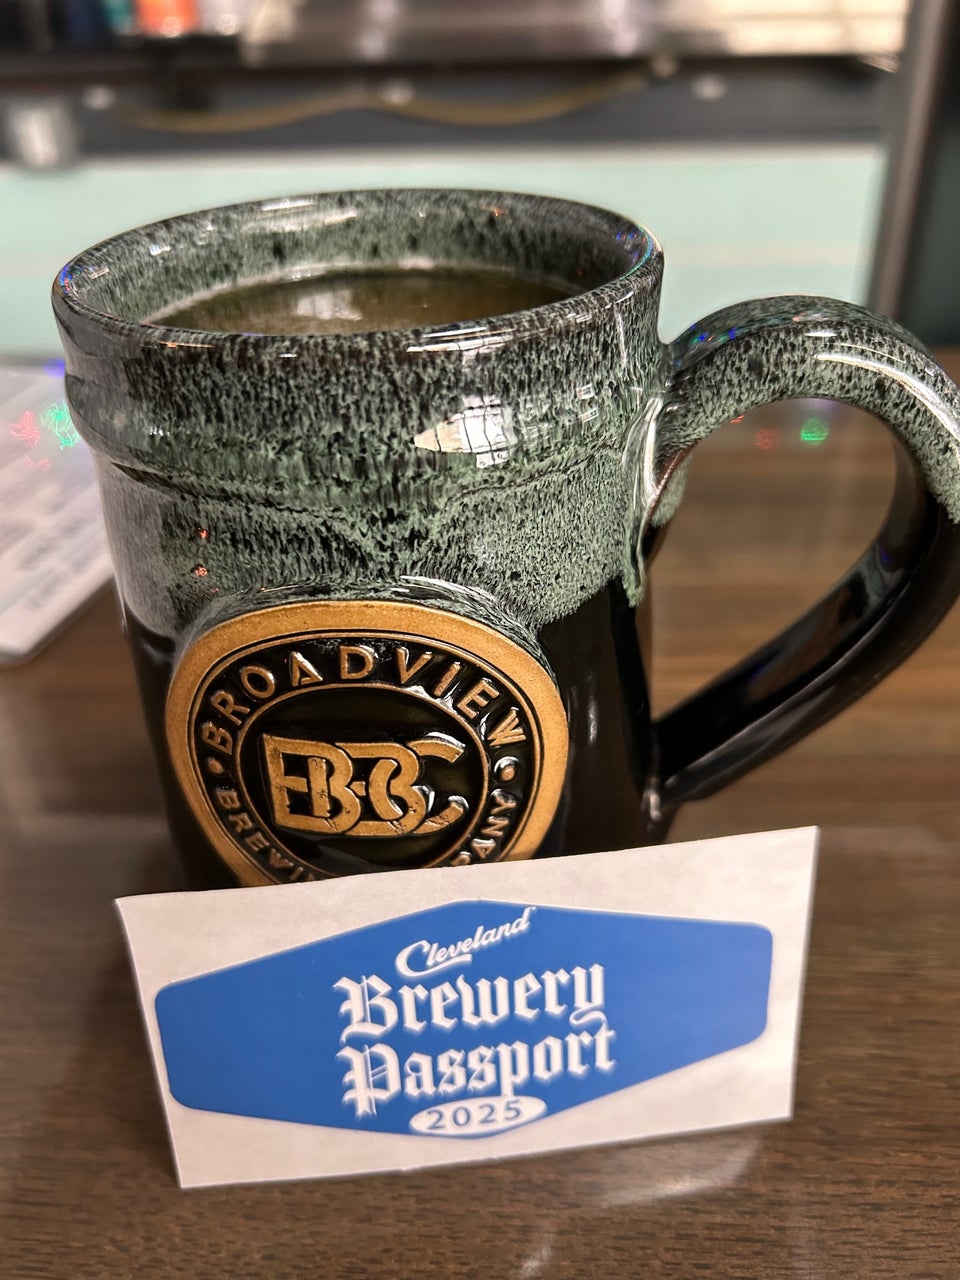 BROADVIEW
BBC
Cleveland
Brewery
Passport
2025